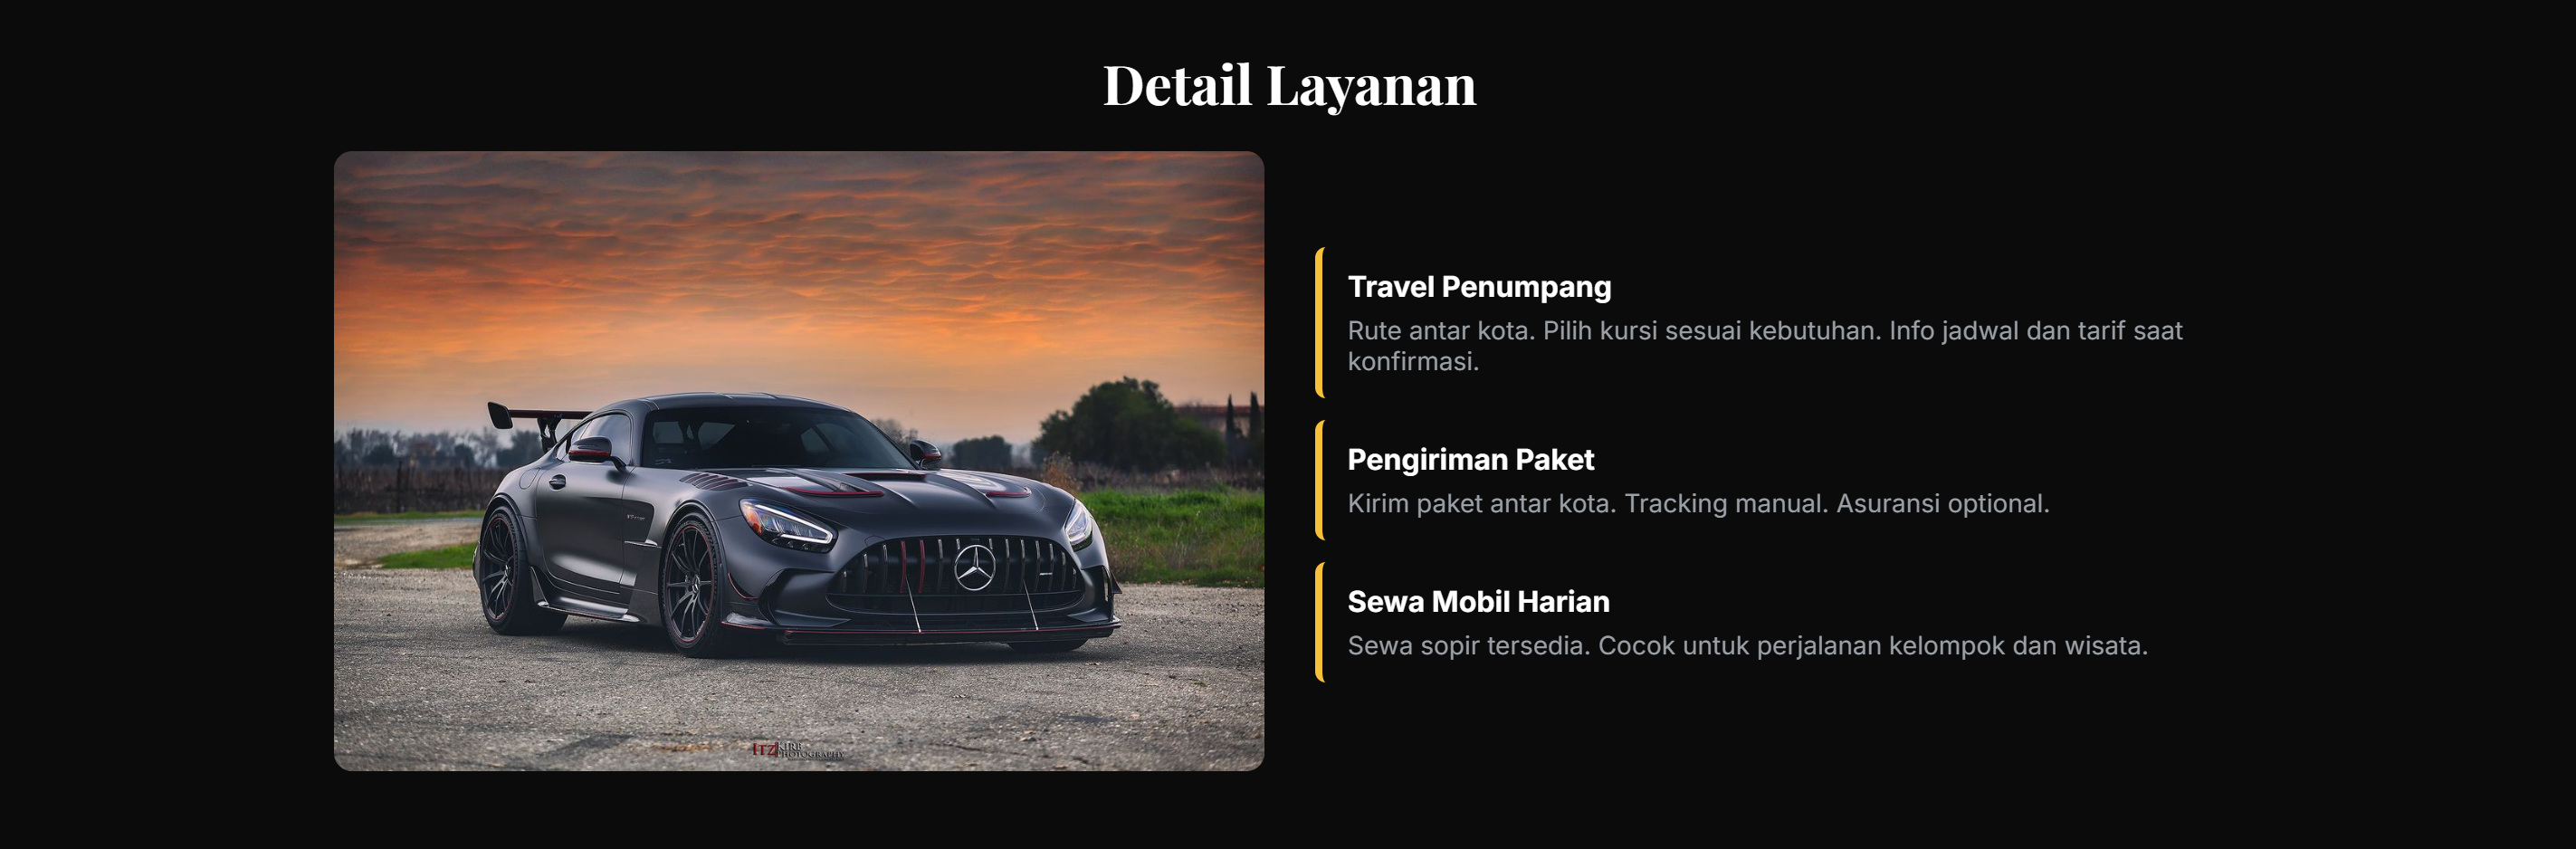 Detail Layanan
Travel Penumpang
Rute antar kota. Pilih kursi sesuai kebutuhan. Info jadwal dan tarif saat
konfirmasi.
Pengiriman Paket
Kirim paket antar kota. Tracking manual. Asuransi optional.
Sewa Mobil Harian
Sewa sopir tersedia. Cocok untuk perjalanan kelompok dan wisata.
ITZ KIRB
PHOTOGRAPHY